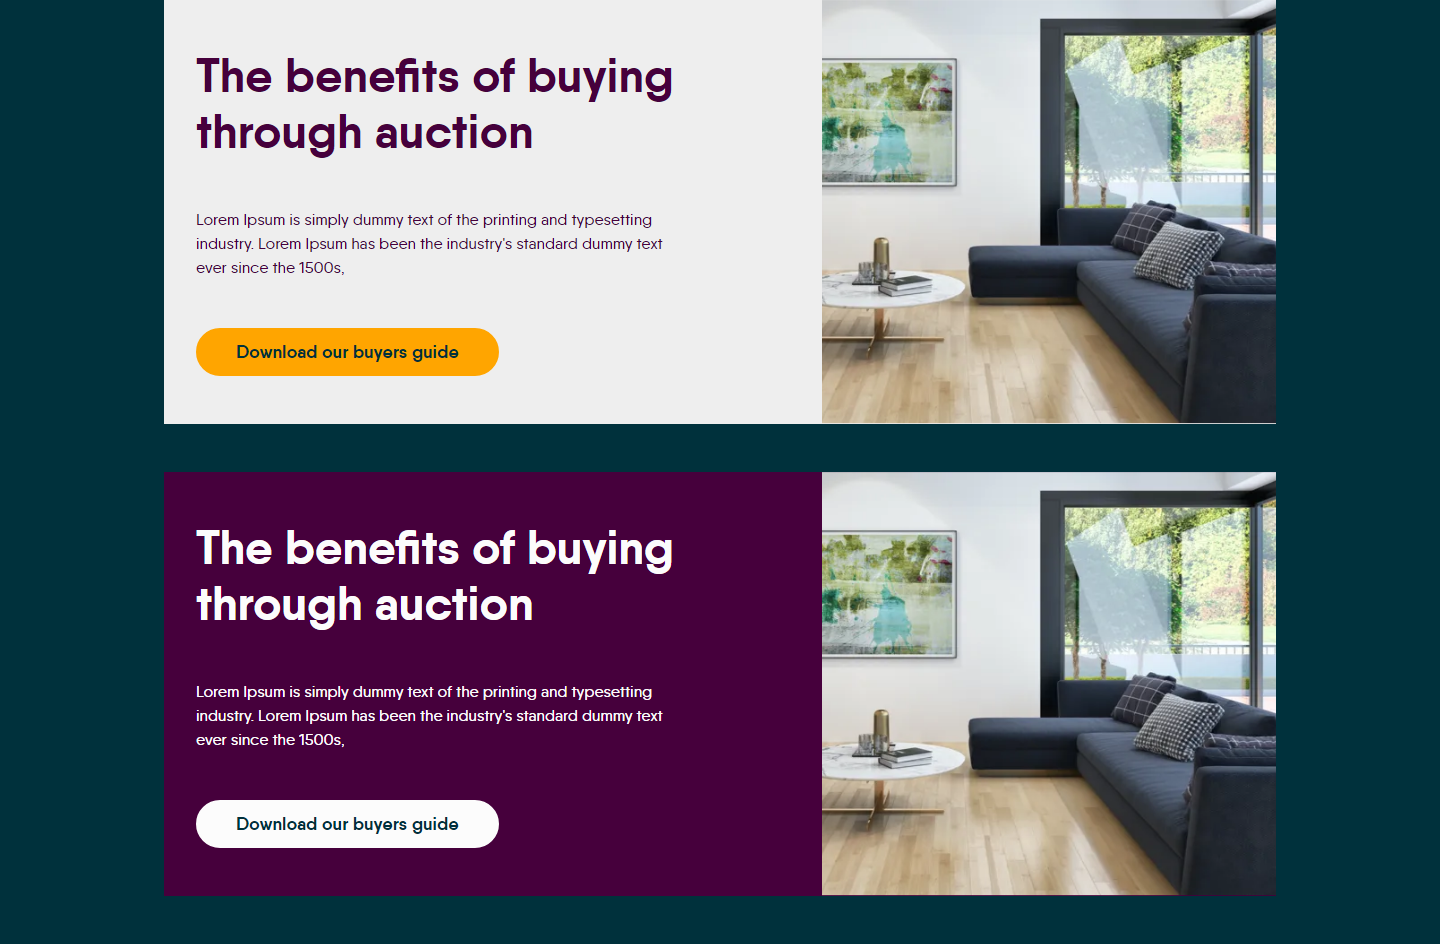 The benefits of buying
through auction
Lorem Ipsum is simply dummy text of the printing and typesetting
industry. Lorem Ipsum has been the industry's standard dummy text
ever since the 1500s,
Download our buyers guide
The benefits of buying
through auction
Lorem Ipsum is simply dummy text of the printing and typesetting
industry. Lorem Ipsum has been the industry's standard dummy text
ever since the 1500s,
Download our buyers guide